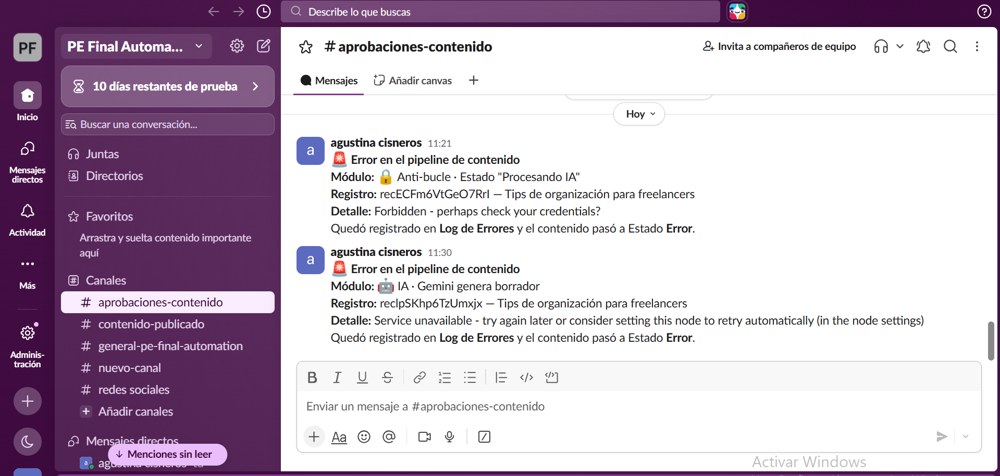 Describe lo que buscas
PF
PE Final Automa...
10 días restantes de prueba
Buscar una conversación...
Inicio
Mensajes
directos
Actividad
Más
Adminis-
tración
Juntas
Directorios
Favoritos
Arrastra y suelta contenido importante
aquí
Canales
# aprobaciones-contenido
# contenido-publicado
# general-pe-final-automation
# nuevo-canal
# redes sociales
+ Añadir canales
Mensajes directos
a
↓ Menciones sin leer
# aprobaciones-contenido
Invita a compañeros de equipo
Mensajes
Añadir canvas
Hoy
a
agustina cisneros 11:21
🚨 Error en el pipeline de contenido
Módulo: 🔒 Anti-bucle · Estado "Procesando IA"
Registro: recECFm6VtGeO7RrI — Tips de organización para freelancers
Detalle: Forbidden - perhaps check your credentials?
Quedó registrado en Log de Errores y el contenido pasó a Estado Error.
a
agustina cisneros 11:30
🚨 Error en el pipeline de contenido
Módulo: 🤖 IA · Gemini genera borrador
Registro: reclpSKhp6TzUmxjx — Tips de organización para freelancers
Detalle: Service unavailable - try again later or consider setting this node to retry automatically (in the node settings)
Quedó registrado en Log de Errores y el contenido pasó a Estado Error.
B I U S
Enviar un mensaje a #aprobaciones-contenido
Aa
Activar Windows